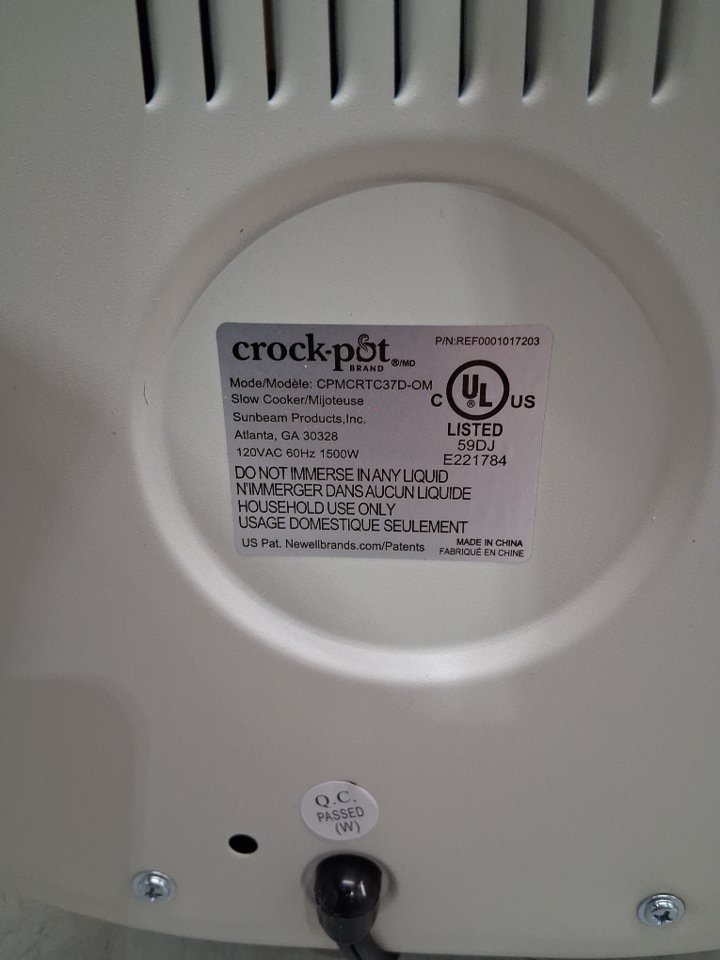 crock-pot ®/MD
BRAND
P/N:REF0001017203
Mode/Modèle: CPMCRTC37D-OM
Slow Cooker/Mijoteuse
Sunbeam Products,Inc.
Atlanta, GA 30328
120VAC 60Hz 1500W
C UL ® US
LISTED
59DJ
E221784
DO NOT IMMERSE IN ANY LIQUID
N'IMMERGER DANS AUCUN LIQUIDE
HOUSEHOLD USE ONLY
USAGE DOMESTIQUE SEULEMENT
US Pat. Newellbrands.com/Patents
MADE IN CHINA
FABRIQUÉ EN CHINE
Q.C.
PASSED
(W)